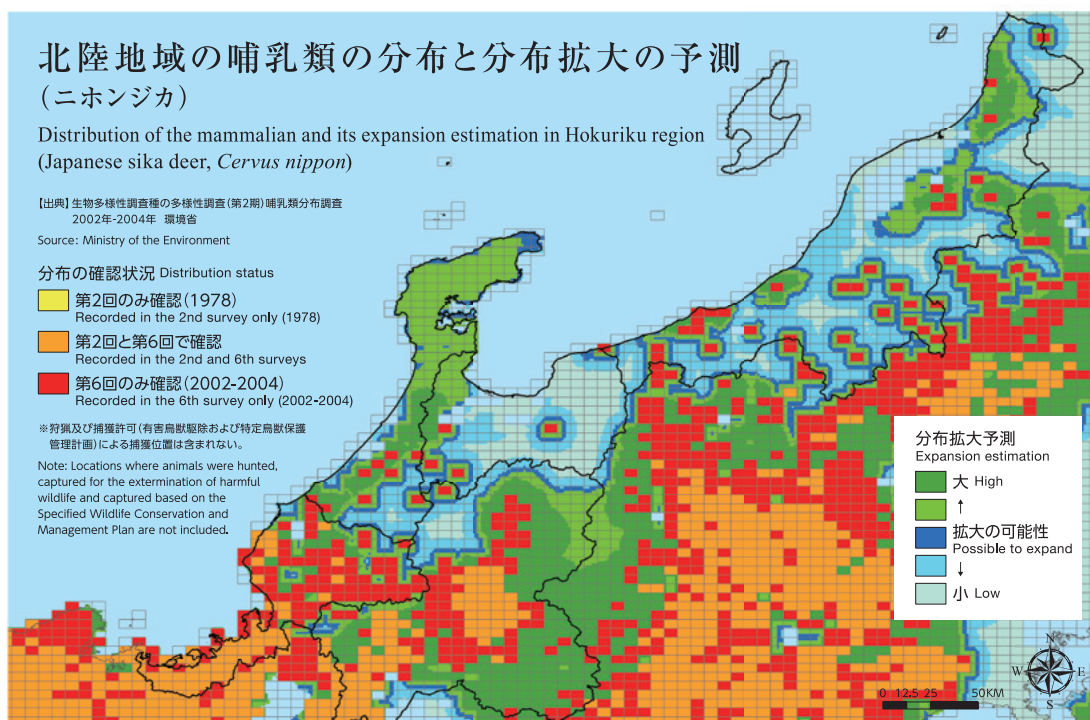 北陸地域の哺乳類の分布と分布拡大の予測
（ニホンジカ）
Distribution of the mammalian and its expansion estimation in Hokuriku region
(Japanese sika deer, Cervus nippon)
【出典】生物多様性調査種の多様性調査（第2期）哺乳類分布調査
2002年-2004年 環境省
Source: Ministry of the Environment
分布の確認状況 Distribution status
第2回のみ確認（1978）
Recorded in the 2nd survey only (1978)
第2回と第6回で確認
Recorded in the 2nd and 6th surveys
第6回のみ確認（2002-2004）
Recorded in the 6th survey only (2002-2004)
※狩猟及び捕獲許可（有害鳥獣駆除および特定鳥獣保護
管理計画）による捕獲位置は含まれない。
Note: Locations where animals were hunted,
captured for the extermination of harmful
wildlife and captured based on the
Specified Wildlife Conservation and
Management Plan are not included.
分布拡大予測
Expansion estimation
大 High
↑
拡大の可能性
Possible to expand
↓
小 Low
N
W E
S
0 12.5 25 50KM